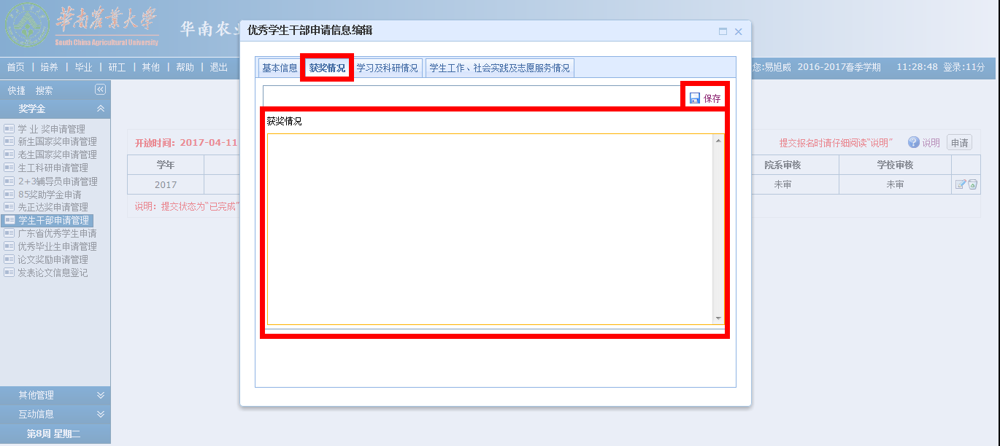 華南農業大學
South China Agricultural University
华南农业
优秀学生干部申请信息编辑
首页 | 培养 | 毕业 | 研工 | 其他 | 帮助 | 退出
您:易旭威 2016-2017春季学期 11:28:48 登录:11分
基本信息
获奖情况
学习及科研情况
学生工作、社会实践及志愿服务情况
快捷 搜索
保存
奖学金
获奖情况
学 业 奖申请管理
新生国家奖申请管理
老生国家奖申请管理
生工科研申请管理
2+3辅导员申请管理
85奖助学金申请
先正达奖申请管理
学生干部申请管理
广东省优秀学生申请
优秀毕业生申请管理
论文奖励申请管理
发表论文信息登记
开放时间: 2017-04-11
提交报名时请仔细阅读"说明"
说明
申请
学年 院系审核 学校审核
2017 未审 未审
说明: 提交状态为"已完成"
其他管理
互动信息
第8周 星期二